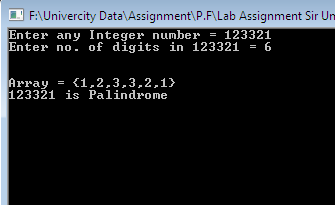 F:\Univercity Data\Assignment\P.F\Lab Assignment Sir Un
Enter any Integer number = 123321
Enter no. of digits in 123321 = 6
Array = {1,2,3,3,2,1}
123321 is Palindrome